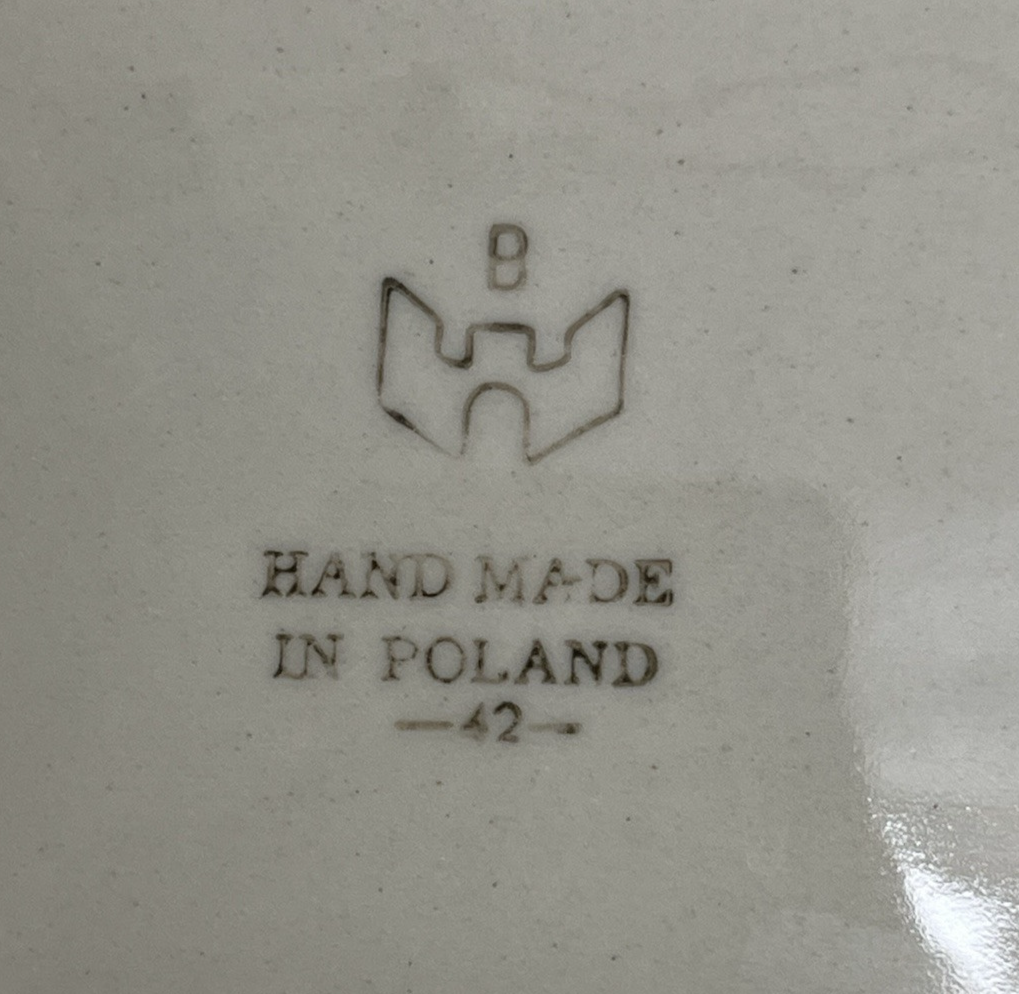 B
HAND MADE
IN POLAND
—42—